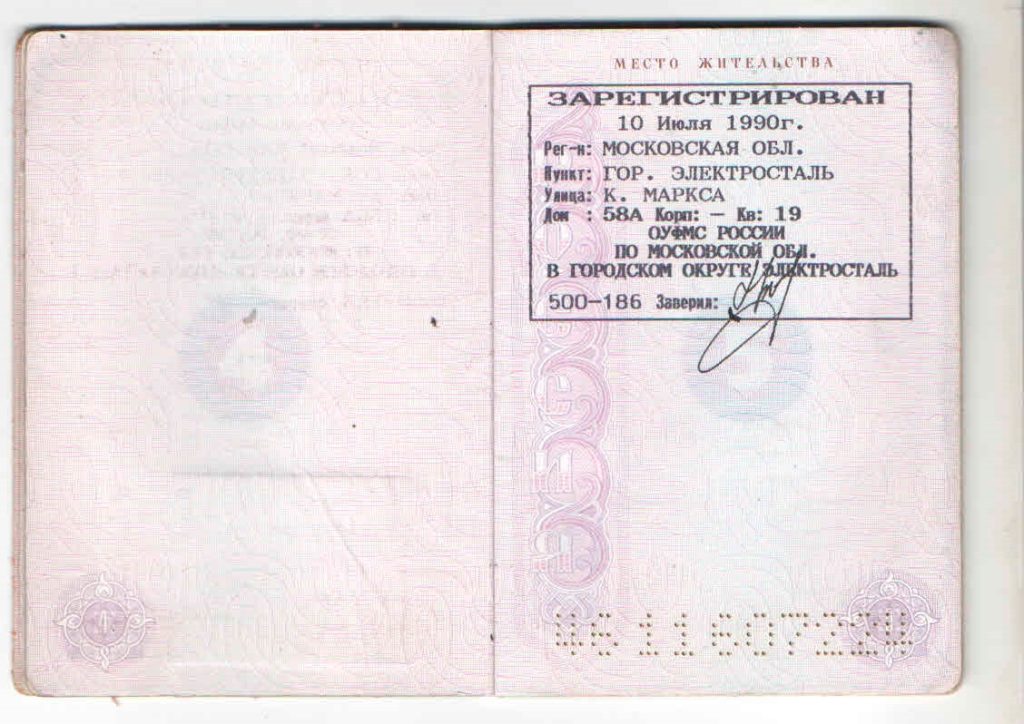 МЕСТО ЖИТЕЛЬСТВА
ЗАРЕГИСТРИРОВАН
10 Июля 1990г.
Рег-н: МОСКОВСКАЯ ОБЛ.
Пункт: ГОР. ЭЛЕКТРОСТАЛЬ
Улица: К. МАРКСА
Дом : 58А Корп: – Кв: 19
ОУФМС РОССИИ
ПО МОСКОВСКОЙ ОБЛ.
В ГОРОДСКОМ ОКРУГЕ ЭЛЕКТРОСТАЛЬ
500-186 Заверил: